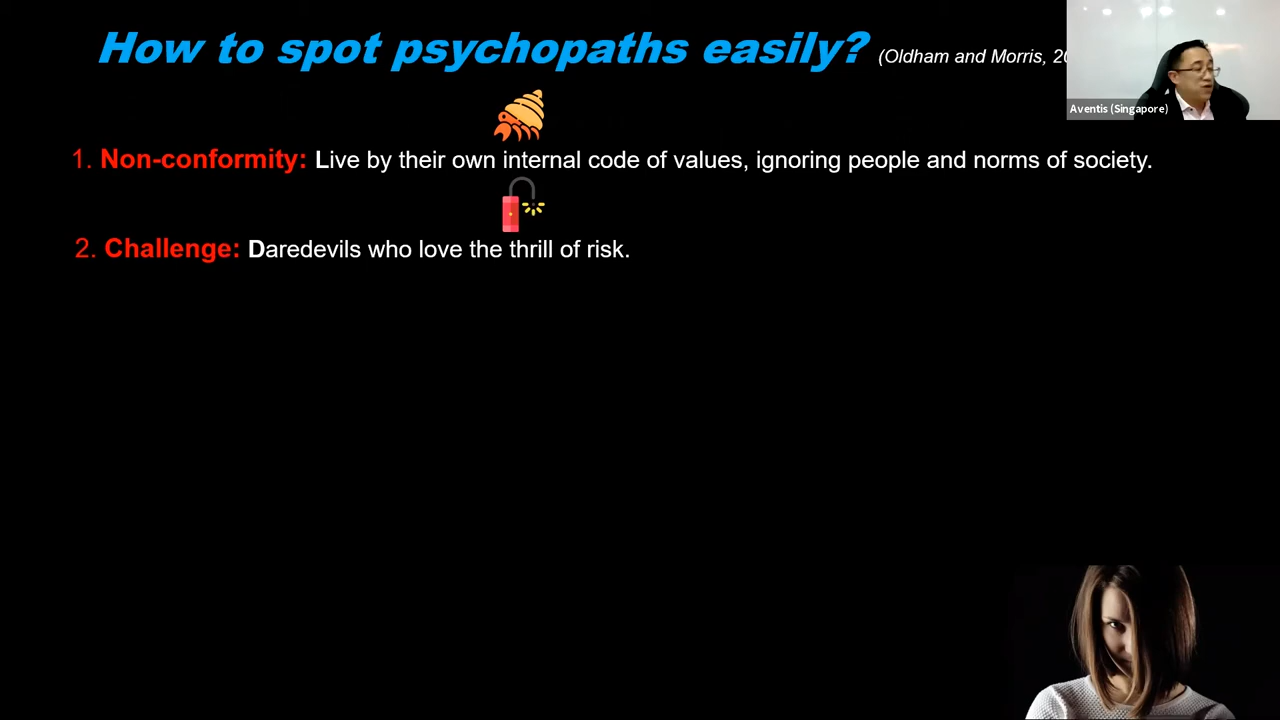 How to spot psychopaths easily? (Oldham and Morris,
Aventis (Singapore)
1. Non-conformity: Live by their own internal code of values, ignoring people and norms of society.
2. Challenge: Daredevils who love the thrill of risk.